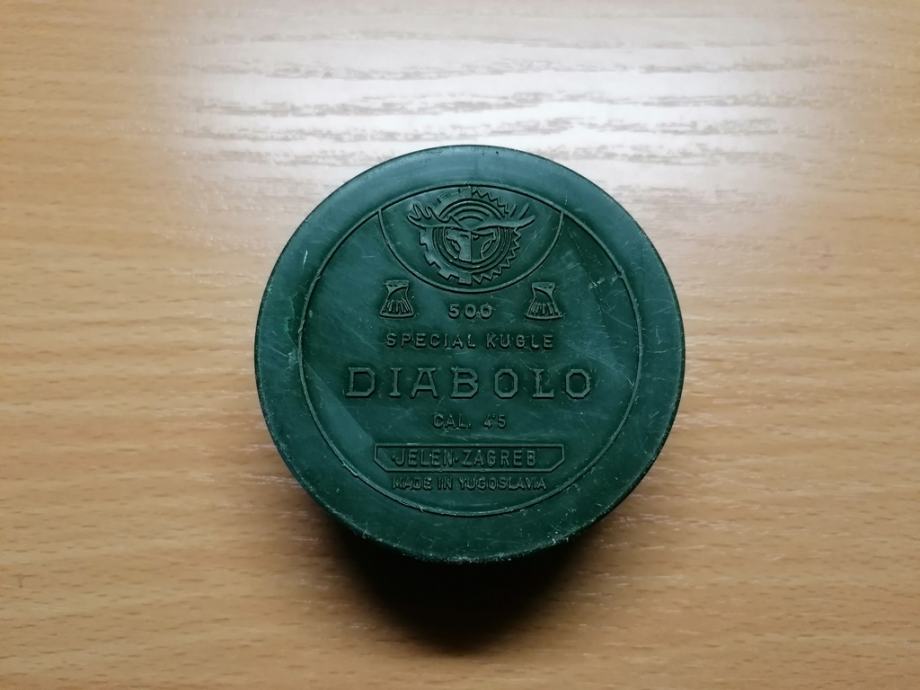 500
SPECIAL KUGLE
DIABOLO
CAL. 4'5
JELEN·ZAGREB
MADE IN YUGOSLAVIA